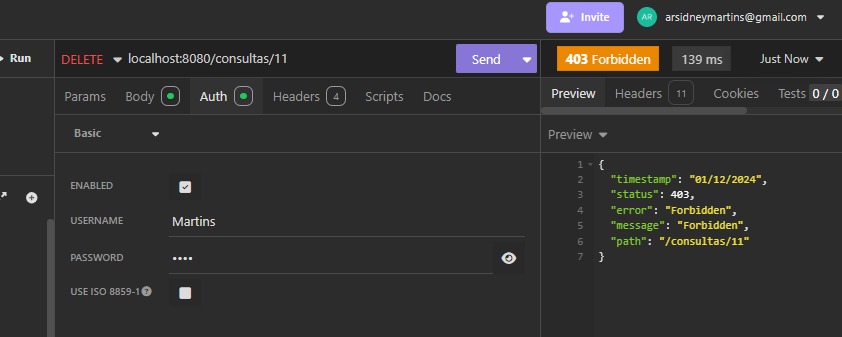 Invite
AR arsidneymartins@gmail.com
Run
DELETE localhost:8080/consultas/11
Send
403 Forbidden 139 ms Just Now
Params Body Auth Headers 4 Scripts Docs
Preview Headers 11 Cookies Tests 0 / 0
Basic
Preview
ENABLED
USERNAME Martins
PASSWORD ••••
USE ISO 8859-1 ?
1 {
2 "timestamp": "01/12/2024",
3 "status": 403,
4 "error": "Forbidden",
5 "message": "Forbidden",
6 "path": "/consultas/11"
7 }